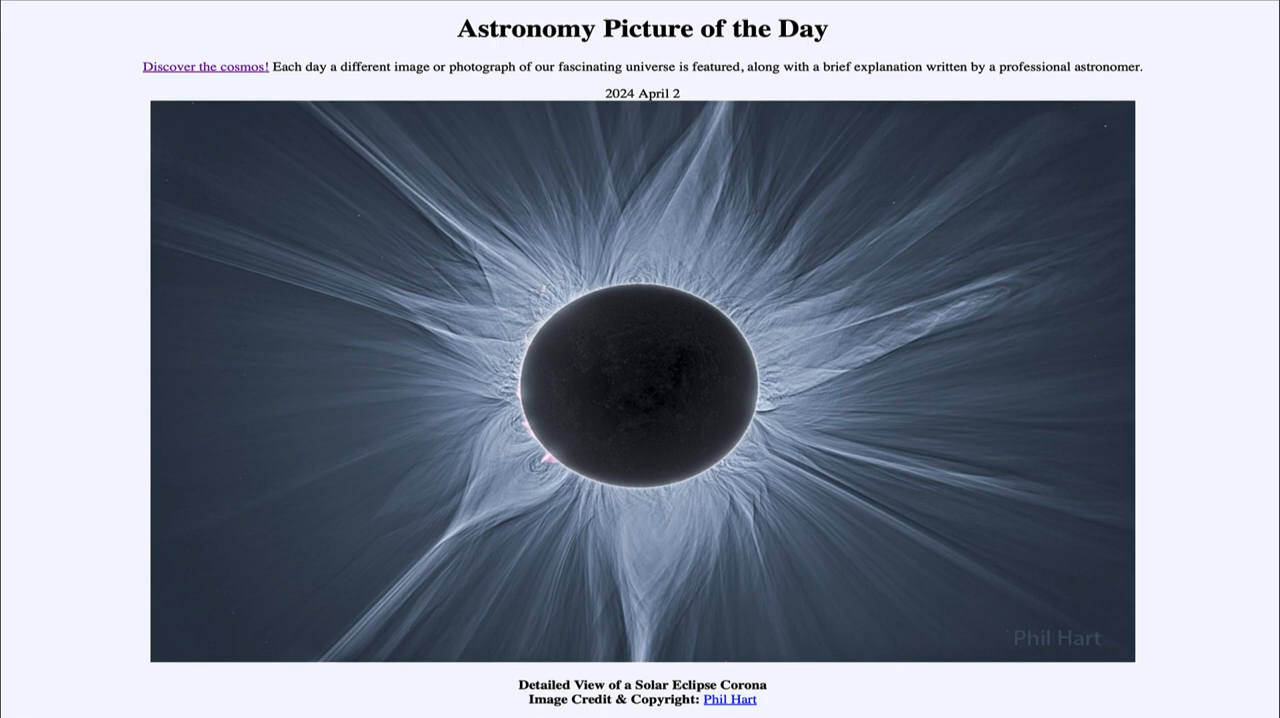 Astronomy Picture of the Day
Discover the cosmos! Each day a different image or photograph of our fascinating universe is featured, along with a brief explanation written by a professional astronomer.
2024 April 2
Phil Hart
Detailed View of a Solar Eclipse Corona
Image Credit & Copyright: Phil Hart